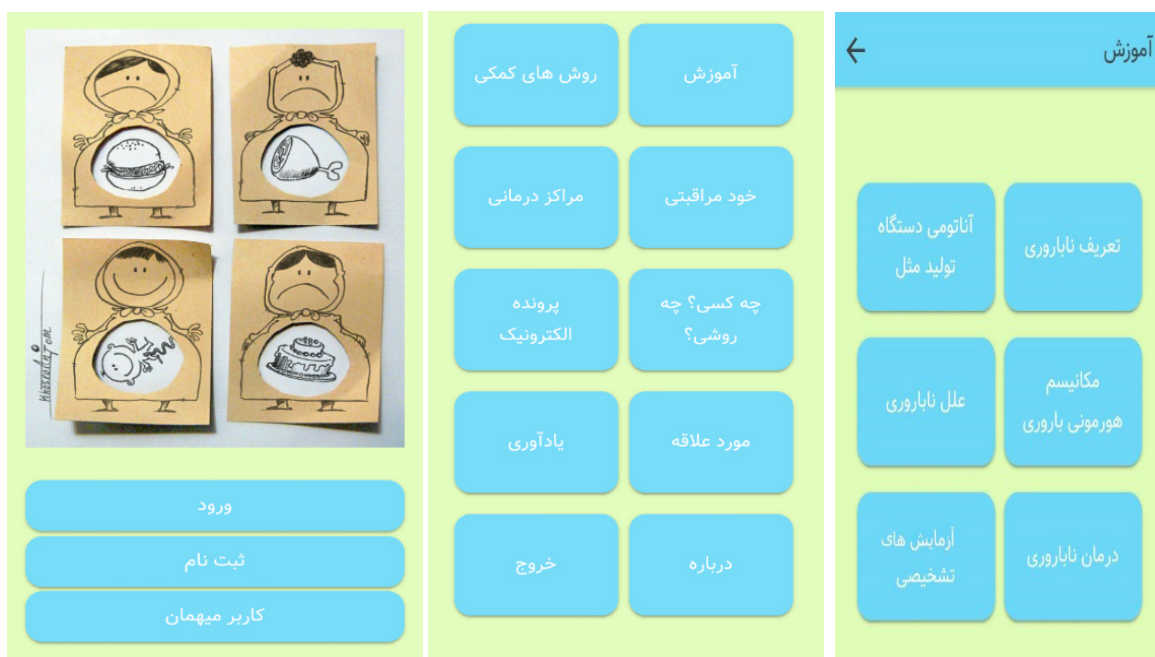 ورود
ثبت نام
کاربر میهمان
آموزش
روش های کمکی
خود مراقبتی
مراکز درمانی
چه کسی؟ چه
روشی؟
پرونده
الکترونیک
مورد علاقه
یادآوری
درباره
خروج
آموزش
تعریف ناباروری
آناتومی دستگاه
تولید مثل
مکانیسم
هورمونی باروری
علل ناباروری
درمان ناباروری
آزمایش های
تشخیصی